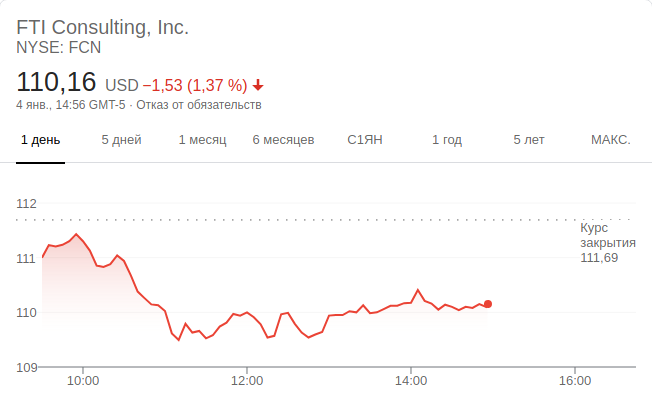 FTI Consulting, Inc.
NYSE: FCN
110,16 USD −1,53 (1,37 %)
4 янв., 14:56 GMT-5 · Отказ от обязательств
1 день 5 дней 1 месяц 6 месяцев С1ЯН 1 год 5 лет МАКС.
112
Курс
закрытия
111,69
111
110
109
10:00 12:00 14:00 16:00